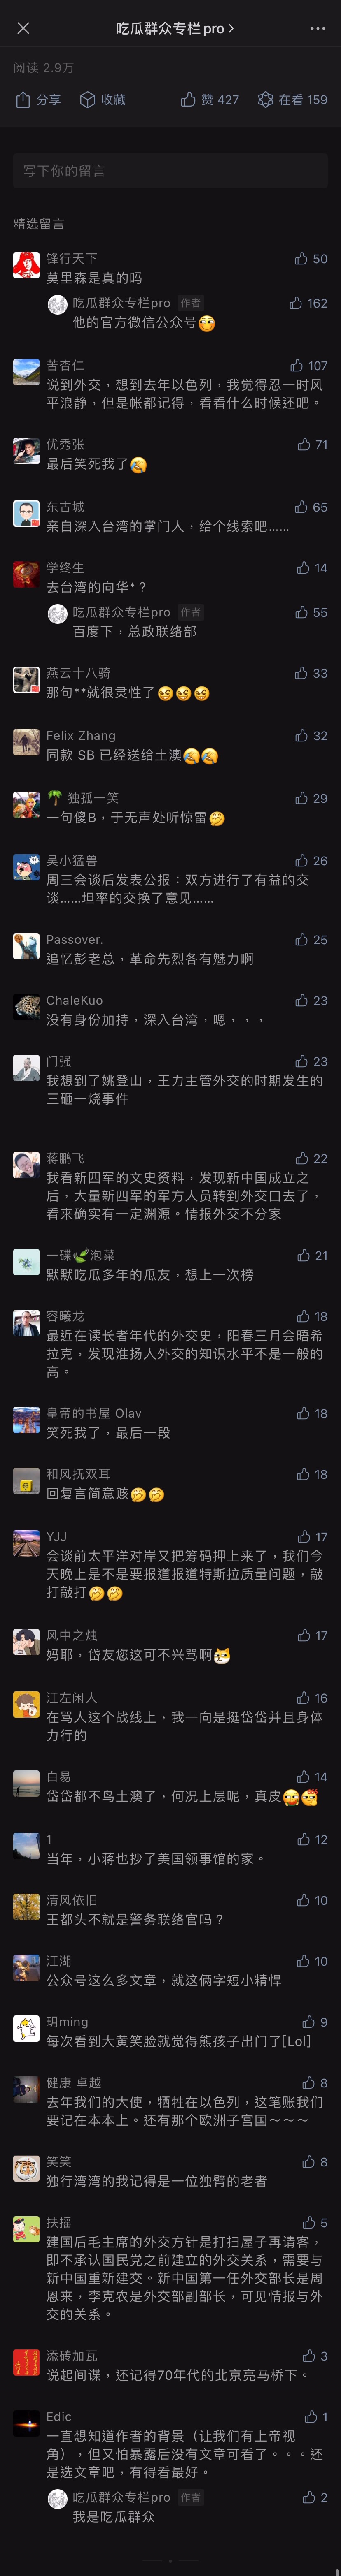 吃瓜群众专栏pro
阅读 2.9万
分享
收藏
赞 427
在看 159
写下你的留言
精选留言
锋行天下
50
莫里森是真的吗
吃瓜群众专栏pro 作者
162
他的官方微信公众号
苦杏仁
107
说到外交，想到去年以色列，我觉得忍一时风
平浪静，但是帐都记得，看看什么时候还吧。
优秀张
71
最后笑死我了
东古城
65
亲自深入台湾的掌门人，给个线索吧……
学终生
14
去台湾的向华*？
吃瓜群众专栏pro 作者
55
百度下，总政联络部
燕云十八骑
33
那句**就很灵性了
Felix Zhang
32
同款 SB 已经送给土澳
独孤一笑
29
一句傻B，于无声处听惊雷
吴小猛兽
26
周三会谈后发表公报：双方进行了有益的交
谈……坦率的交换了意见……
Passover.
25
追忆彭老总，革命先烈各有魅力啊
ChaleKuo
23
没有身份加持，深入台湾，嗯，，，
门强
23
我想到了姚登山，王力主管外交的时期发生的
三砸一烧事件
蒋鹏飞
22
我看新四军的文史资料，发现新中国成立之
后，大量新四军的军方人员转到外交口去了，
看来确实有一定渊源。情报外交不分家
一碟🌿泡菜
21
默默吃瓜多年的瓜友，想上一次榜
容曦龙
18
最近在读长者年代的外交史，阳春三月会晤希
拉克，发现淮扬人外交的知识水平不是一般的
高。
皇帝的书屋 Olav
18
笑死我了，最后一段
和风抚双耳
18
回复言简意赅
YJJ
17
会谈前太平洋对岸又把筹码押上来了，我们今
天晚上是不是要报道报道特斯拉质量问题，敲
打敲打
风中之烛
17
妈耶，岱友您这可不兴骂啊
江左闲人
16
在骂人这个战线上，我一向是挺岱岱并且身体
力行的
白易
14
岱岱都不鸟土澳了，何况上层呢，真皮
1
12
当年，小蒋也抄了美国领事馆的家。
清风依旧
10
王都头不就是警务联络官吗？
江湖
10
公众号这么多文章，就这俩字短小精悍
玥ming
9
每次看到大黄笑脸就觉得熊孩子出门了[Lol]
健康 卓越
8
去年我们的大使，牺牲在以色列，这笔账我们
要记在本本上。还有那个欧洲子宫国～～～
笑笑
8
独行湾湾的我记得是一位独臂的老者
扶摇
5
建国后毛主席的外交方针是打扫屋子再请客，
即不承认国民党之前建立的外交关系，需要与
新中国重新建交。新中国第一任外交部长是周
恩来，李克农是外交部副部长，可见情报与外
交的关系。
添砖加瓦
3
说起间谍，还记得70年代的北京亮马桥下。
Edic
1
一直想知道作者的背景（让我们有上帝视
角），但又怕暴露后没有文章可看了。。。还
是选文章吧，有得看最好。
吃瓜群众专栏pro 作者
2
我是吃瓜群众